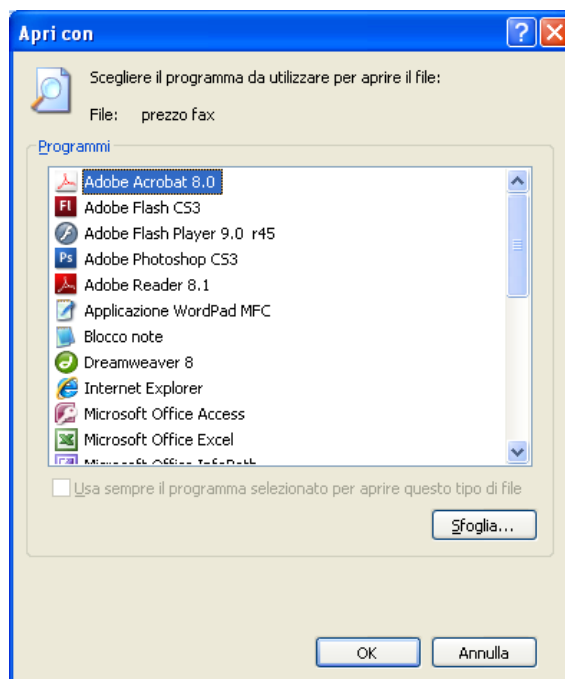 Apri con
Scegliere il programma da utilizzare per aprire il file:
File: prezzo fax
Programmi
Adobe Acrobat 8.0
Adobe Flash CS3
Adobe Flash Player 9.0 r45
Adobe Photoshop CS3
Adobe Reader 8.1
Applicazione WordPad MFC
Blocco note
Dreamweaver 8
Internet Explorer
Microsoft Office Access
Microsoft Office Excel
Microsoft Office InfoPath
Usa sempre il programma selezionato per aprire questo tipo di file
Sfoglia...
OK Annulla